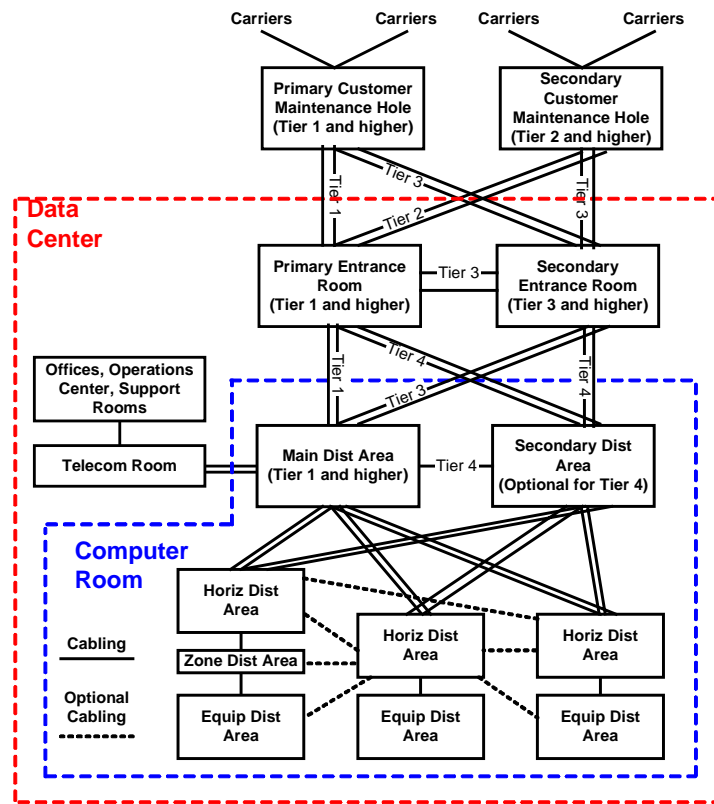 Carriers
Carriers
Carriers
Carriers
Primary Customer
Maintenance Hole
(Tier 1 and higher)
Secondary
Customer
Maintenance Hole
(Tier 2 and higher)
Tier 1
Tier 3
Tier 2
Tier 3
Data
Center
Primary Entrance
Room
(Tier 1 and higher)
Tier 3
Secondary
Entrance Room
(Tier 3 and higher)
Tier 1
Tier 4
Tier 3
Tier 4
Offices, Operations
Center, Support
Rooms
Telecom Room
Main Dist Area
(Tier 1 and higher)
Tier 4
Secondary Dist
Area
(Optional for Tier 4)
Computer
Room
Horiz Dist
Area
Horiz Dist
Area
Horiz Dist
Area
Zone Dist Area
Equip Dist
Area
Equip Dist
Area
Equip Dist
Area
Cabling
Optional
Cabling